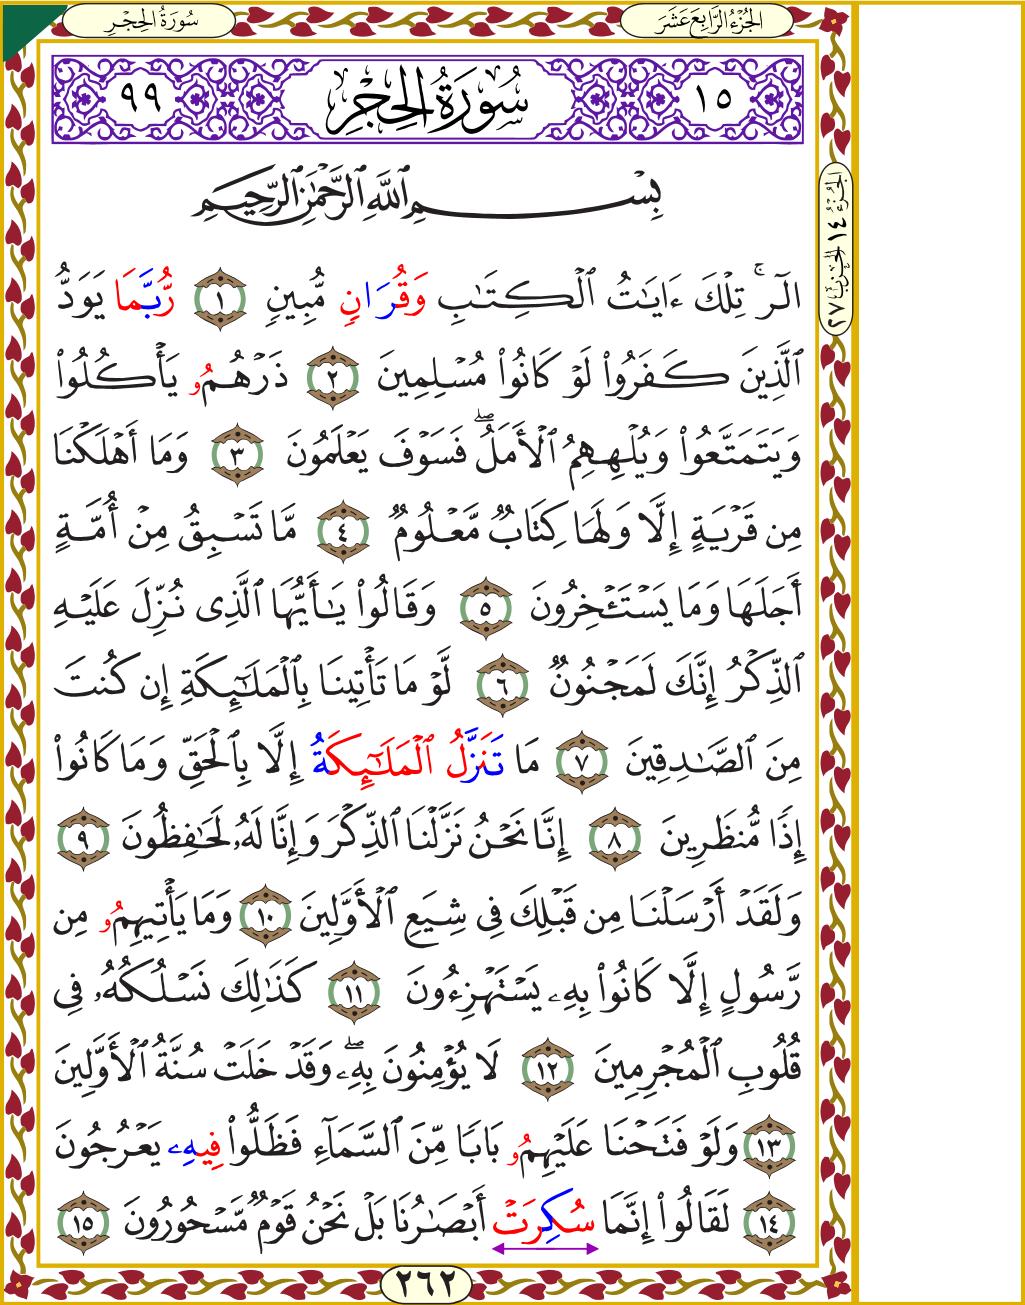 الجُزْءُ الرَّابِعَ عَشَرَ
سُورَةُ الحِجْرِ
١٥ سُورَةُ الحِجْرِ ٩٩
بِسْمِ ٱللَّهِ ٱلرَّحْمَٰنِ ٱلرَّحِيمِ
الٓرۚ تِلْكَ ءَايَٰتُ ٱلْكِتَٰبِ وَقُرَانٍ مُّبِينٍ ١ رُّبَّمَا يَوَدُّ
ٱلَّذِينَ كَفَرُواْ لَوْ كَانُواْ مُسْلِمِينَ ٢ ذَرْهُمُۥ يَأْكُلُواْ
وَيَتَمَتَّعُواْ وَيُلْهِهِمُ ٱلْأَمَلُۖ فَسَوْفَ يَعْلَمُونَ ٣ وَمَا أَهْلَكْنَا
مِن قَرْيَةٍ إِلَّا وَلَهَا كِتَابٌ مَّعْلُومٌ ٤ مَّا تَسْبِقُ مِنْ أُمَّةٍ
أَجَلَهَا وَمَا يَسْتَـْٔخِرُونَ ٥ وَقَالُواْ يَٰأَيُّهَا ٱلَّذِى نُزِّلَ عَلَيْهِ
ٱلذِّكْرُ إِنَّكَ لَمَجْنُونٌ ٦ لَّوْ مَا تَأْتِينَا بِٱلْمَلَٰٓئِكَةِ إِن كُنتَ
مِنَ ٱلصَّٰدِقِينَ ٧ مَا تَنَزَّلُ ٱلْمَلَٰٓئِكَةُ إِلَّا بِٱلْحَقِّ وَمَا كَانُواْ
إِذًا مُّنظَرِينَ ٨ إِنَّا نَحْنُ نَزَّلْنَا ٱلذِّكْرَ وَإِنَّا لَهُۥ لَحَٰفِظُونَ ٩
وَلَقَدْ أَرْسَلْنَا مِن قَبْلِكَ فِى شِيَعِ ٱلْأَوَّلِينَ ١٠ وَمَا يَأْتِيهِمُۥ مِن
رَّسُولٍ إِلَّا كَانُواْ بِهِۦ يَسْتَهْزِءُونَ ١١ كَذَٰلِكَ نَسْلُكُهُۥ فِى
قُلُوبِ ٱلْمُجْرِمِينَ ١٢ لَا يُؤْمِنُونَ بِهِۦۖ وَقَدْ خَلَتْ سُنَّةُ ٱلْأَوَّلِينَ
١٣ وَلَوْ فَتَحْنَا عَلَيْهِمُۥ بَابًا مِّنَ ٱلسَّمَآءِ فَظَلُّواْ فِيهِۦ يَعْرُجُونَ
١٤ لَقَالُواْ إِنَّمَا سُكِرَتْ أَبْصَٰرُنَا بَلْ نَحْنُ قَوْمٌ مَّسْحُورُونَ ١٥
٢٦٢
الجُزْءُ ١٤ الحِزْبُ ٢٧